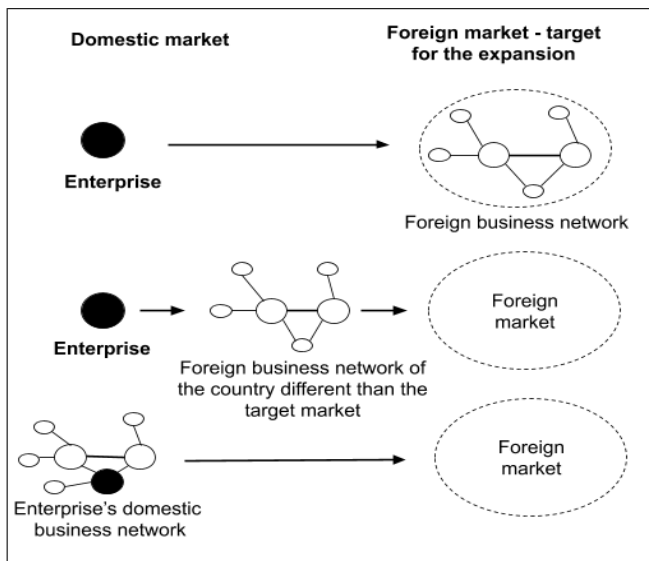 Domestic market
Foreign market - target
for the expansion
Enterprise
Foreign business network
Enterprise
Foreign business network of
the country different than the
target market
Foreign
market
Enterprise's domestic
business network
Foreign
market